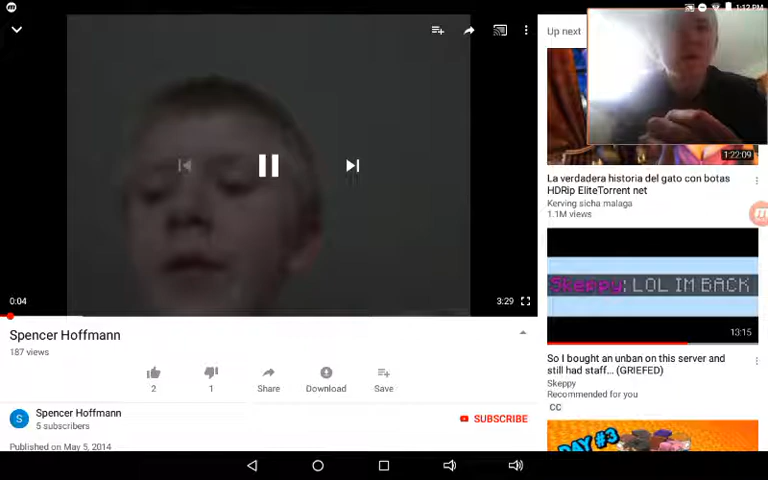 1:12 PM
Up next
1:22:09
La verdadera historia del gato con botas
HDRip EliteTorrent net
Kerving sicha malaga
1.1M views
0:04
3:29
Skeppy: LOL IM BACK
13:15
Spencer Hoffmann
187 views
2
1
Share
Download
Save
So I bought an unban on this server and
still had staff... (GRIEFED)
Skeppy
Recommended for you
CC
S
Spencer Hoffmann
5 subscribers
SUBSCRIBE
Published on May 5, 2014
DAY #3